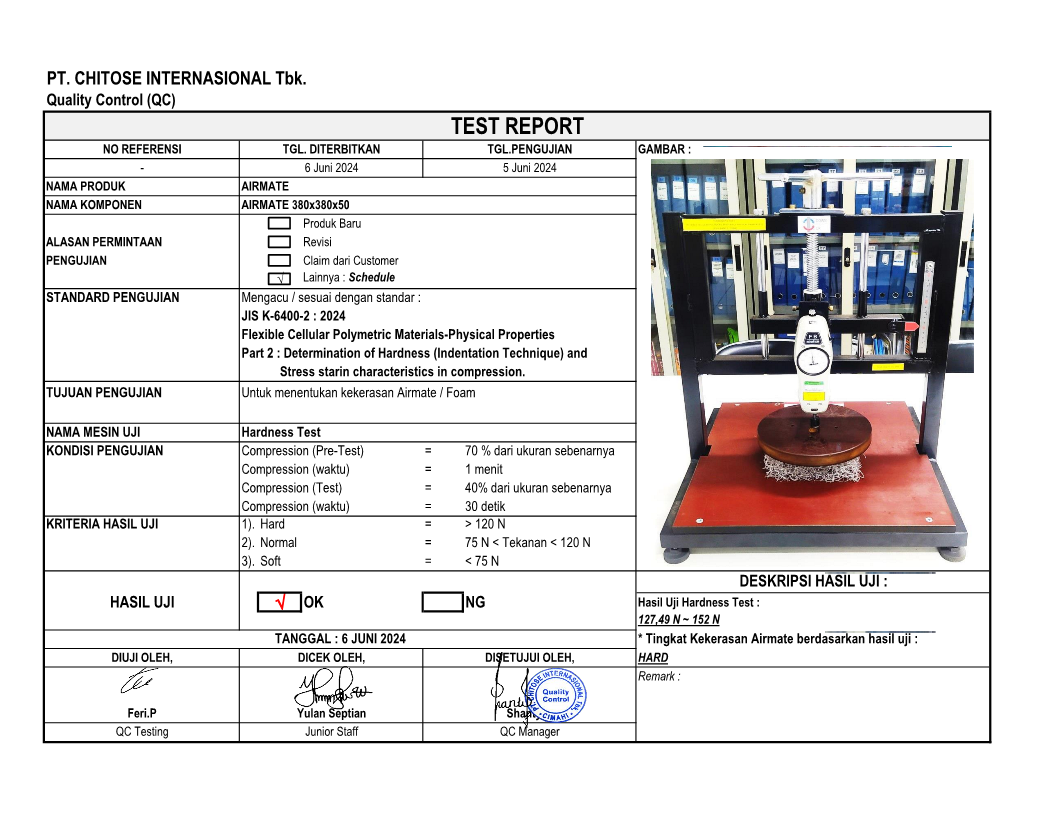 PT. CHITOSE INTERNASIONAL Tbk.
Quality Control (QC)
TEST REPORT
NO REFERENSI TGL. DITERBITKAN TGL.PENGUJIAN GAMBAR :
- 6 Juni 2024 5 Juni 2024
NAMA PRODUK AIRMATE
NAMA KOMPONEN AIRMATE 380x380x50
Produk Baru
ALASAN PERMINTAAN Revisi
PENGUJIAN Claim dari Customer
√ Lainnya : Schedule
STANDARD PENGUJIAN Mengacu / sesuai dengan standar :
JIS K-6400-2 : 2024
Flexible Cellular Polymetric Materials-Physical Properties
Part 2 : Determination of Hardness (Indentation Technique) and
Stress starin characteristics in compression.
TUJUAN PENGUJIAN Untuk menentukan kekerasan Airmate / Foam
NAMA MESIN UJI Hardness Test
KONDISI PENGUJIAN Compression (Pre-Test) = 70 % dari ukuran sebenarnya
Compression (waktu) = 1 menit
Compression (Test) = 40% dari ukuran sebenarnya
Compression (waktu) = 30 detik
KRITERIA HASIL UJI 1). Hard = > 120 N
2). Normal = 75 N < Tekanan < 120 N
3). Soft = < 75 N
DESKRIPSI HASIL UJI :
HASIL UJI √ OK NG Hasil Uji Hardness Test :
127,49 N ~ 152 N
TANGGAL : 6 JUNI 2024 * Tingkat Kekerasan Airmate berdasarkan hasil uji :
DIUJI OLEH, DICEK OLEH, DISETUJUI OLEH, HARD
Remark :
PT. CHITOSE INTERNASIONAL Tbk.
Quality
Control
CIMAHI
Feri.P Yulan Septian
QC Testing Junior Staff QC Manager